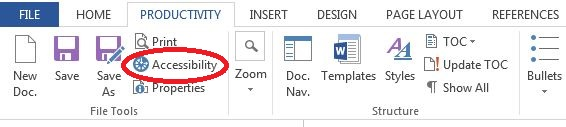 FILE HOME PRODUCTIVITY INSERT DESIGN PAGE LAYOUT REFERENCES
New Doc.
Save
Save As
Print
Accessibility
Properties
File Tools
Zoom
Doc. Nav.
Templates
Styles
TOC
Update TOC
Show All
Structure
Bullets